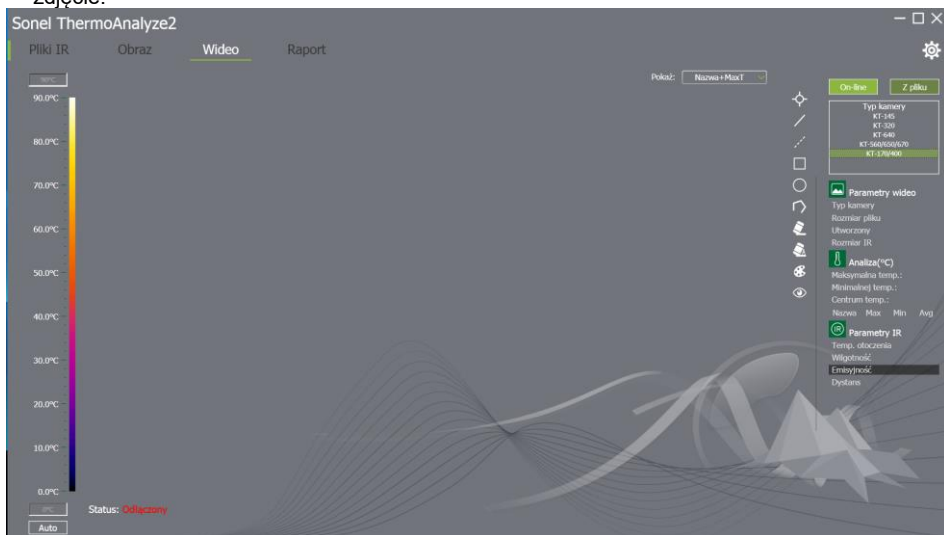 zdjęcie.
Sonel ThermoAnalyze2
Pliki IR Obraz Wideo Raport
90°C
Pokaż: Nazwa+MaxT
On-line Z pliku
90.0°C
80.0°C
70.0°C
60.0°C
50.0°C
40.0°C
30.0°C
20.0°C
10.0°C
0.0°C
0°C
Status: Odłączony
Auto
Typ kamery
KT-145
KT-320
KT-640
KT-560/650/670
KT-170/400
Parametry wideo
Typ kamery
Rozmiar pliku
Utworzony
Rozmiar IR
Analiza(°C)
Maksymalna temp.:
Minimalnej temp.:
Centrum temp.:
Nazwa Max Min Avg
IR Parametry IR
Temp. otoczenia
Wilgotność
Emisyjność
Dystans